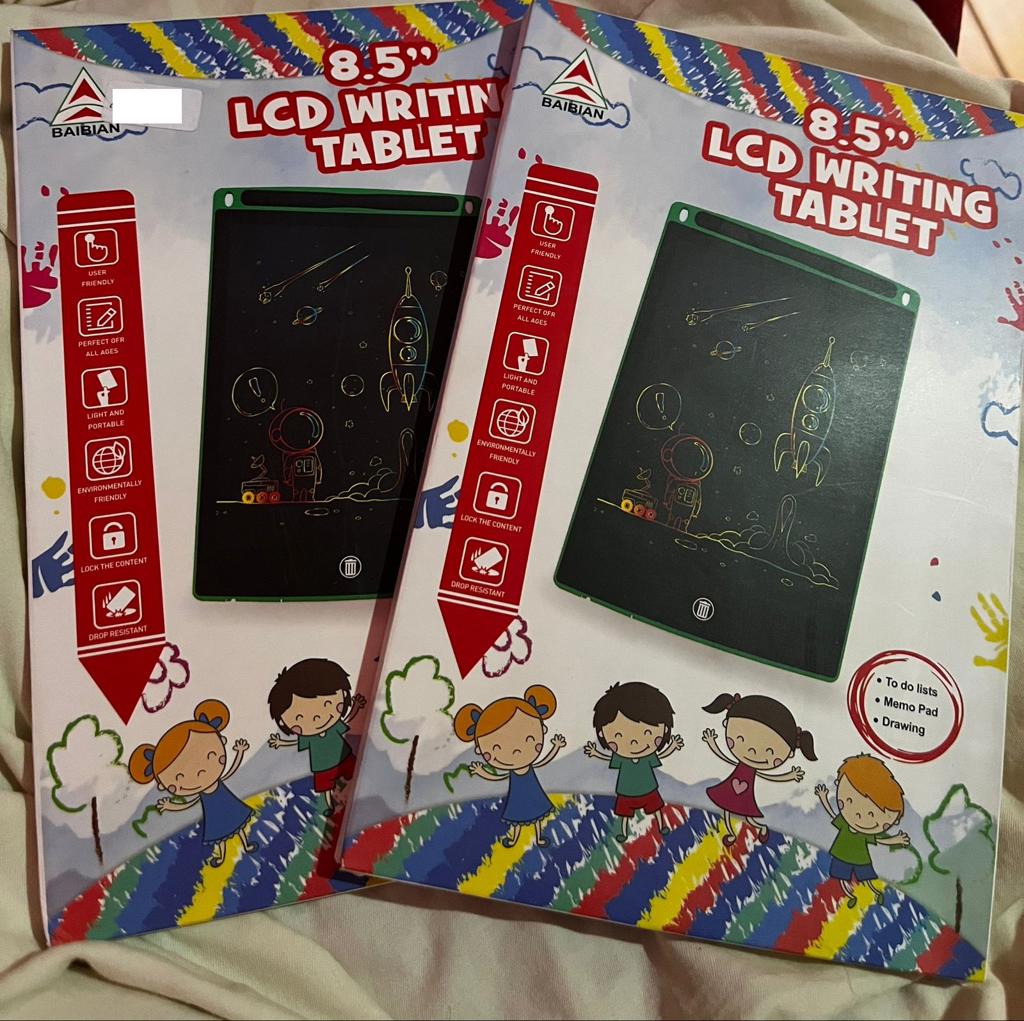 BAIBIAN
8.5”
LCD WRITIN
TABLET
USER
FRIENDLY
PERFECT OFR
ALL AGES
LIGHT AND
PORTABLE
ENVIRONMENTALLY
FRIENDLY
LOCK THE CONTENT
DROP RESISTANT
!
BAIBIAN
8.5”
LCD WRITING
TABLET
USER
FRIENDLY
PERFECT OFR
ALL AGES
LIGHT AND
PORTABLE
ENVIRONMENTALLY
FRIENDLY
LOCK THE CONTENT
DROP RESISTANT
!
• To do lists
• Memo Pad
• Drawing